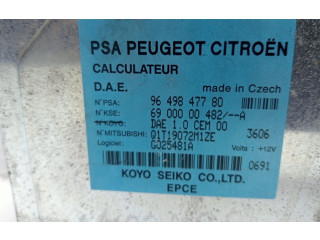 PSA PEUGEOT CITROËN
CALCULATEUR
D.A.E. made in Czech
N°PSA: 96 498 477 80
N°KSE: 69 000 00 482/--A
N°KOYO: DAE 1.0 CEM 00
N°MITSUBISHI: Q1T19072M1ZE 3606
Logiciel: G025481A Volts : +12V
0691
KOYO SEIKO CO.,LTD.
EPCE